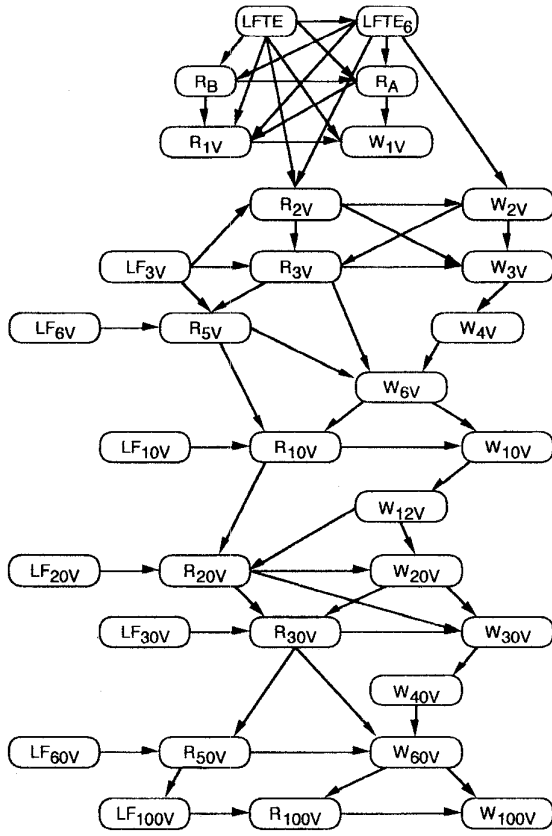 LFTE LFTE6
RB RA
R1V W1V
R2V W2V
LF3V R3V W3V
LF6V R5V W4V
W6V
LF10V R10V W10V
W12V
LF20V R20V W20V
LF30V R30V W30V
W40V
LF60V R50V W60V
LF100V R100V W100V